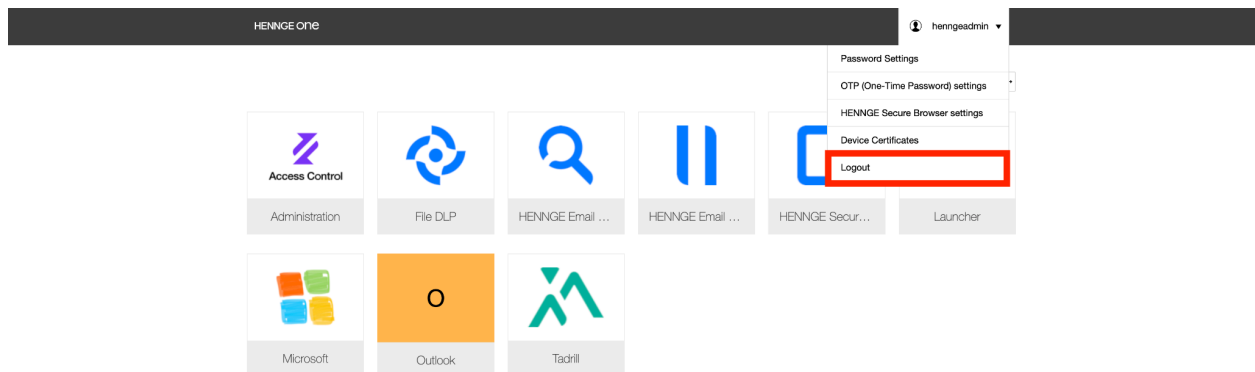 HENNGE one
henngeadmin ▼
Password Settings
OTP (One-Time Password) settings
HENNGE Secure Browser settings
Device Certificates
Logout
Access Control
Administration
File DLP
HENNGE Email ...
HENNGE Email ...
HENNGE Secur...
Launcher
O
Microsoft
Outlook
Tadrill